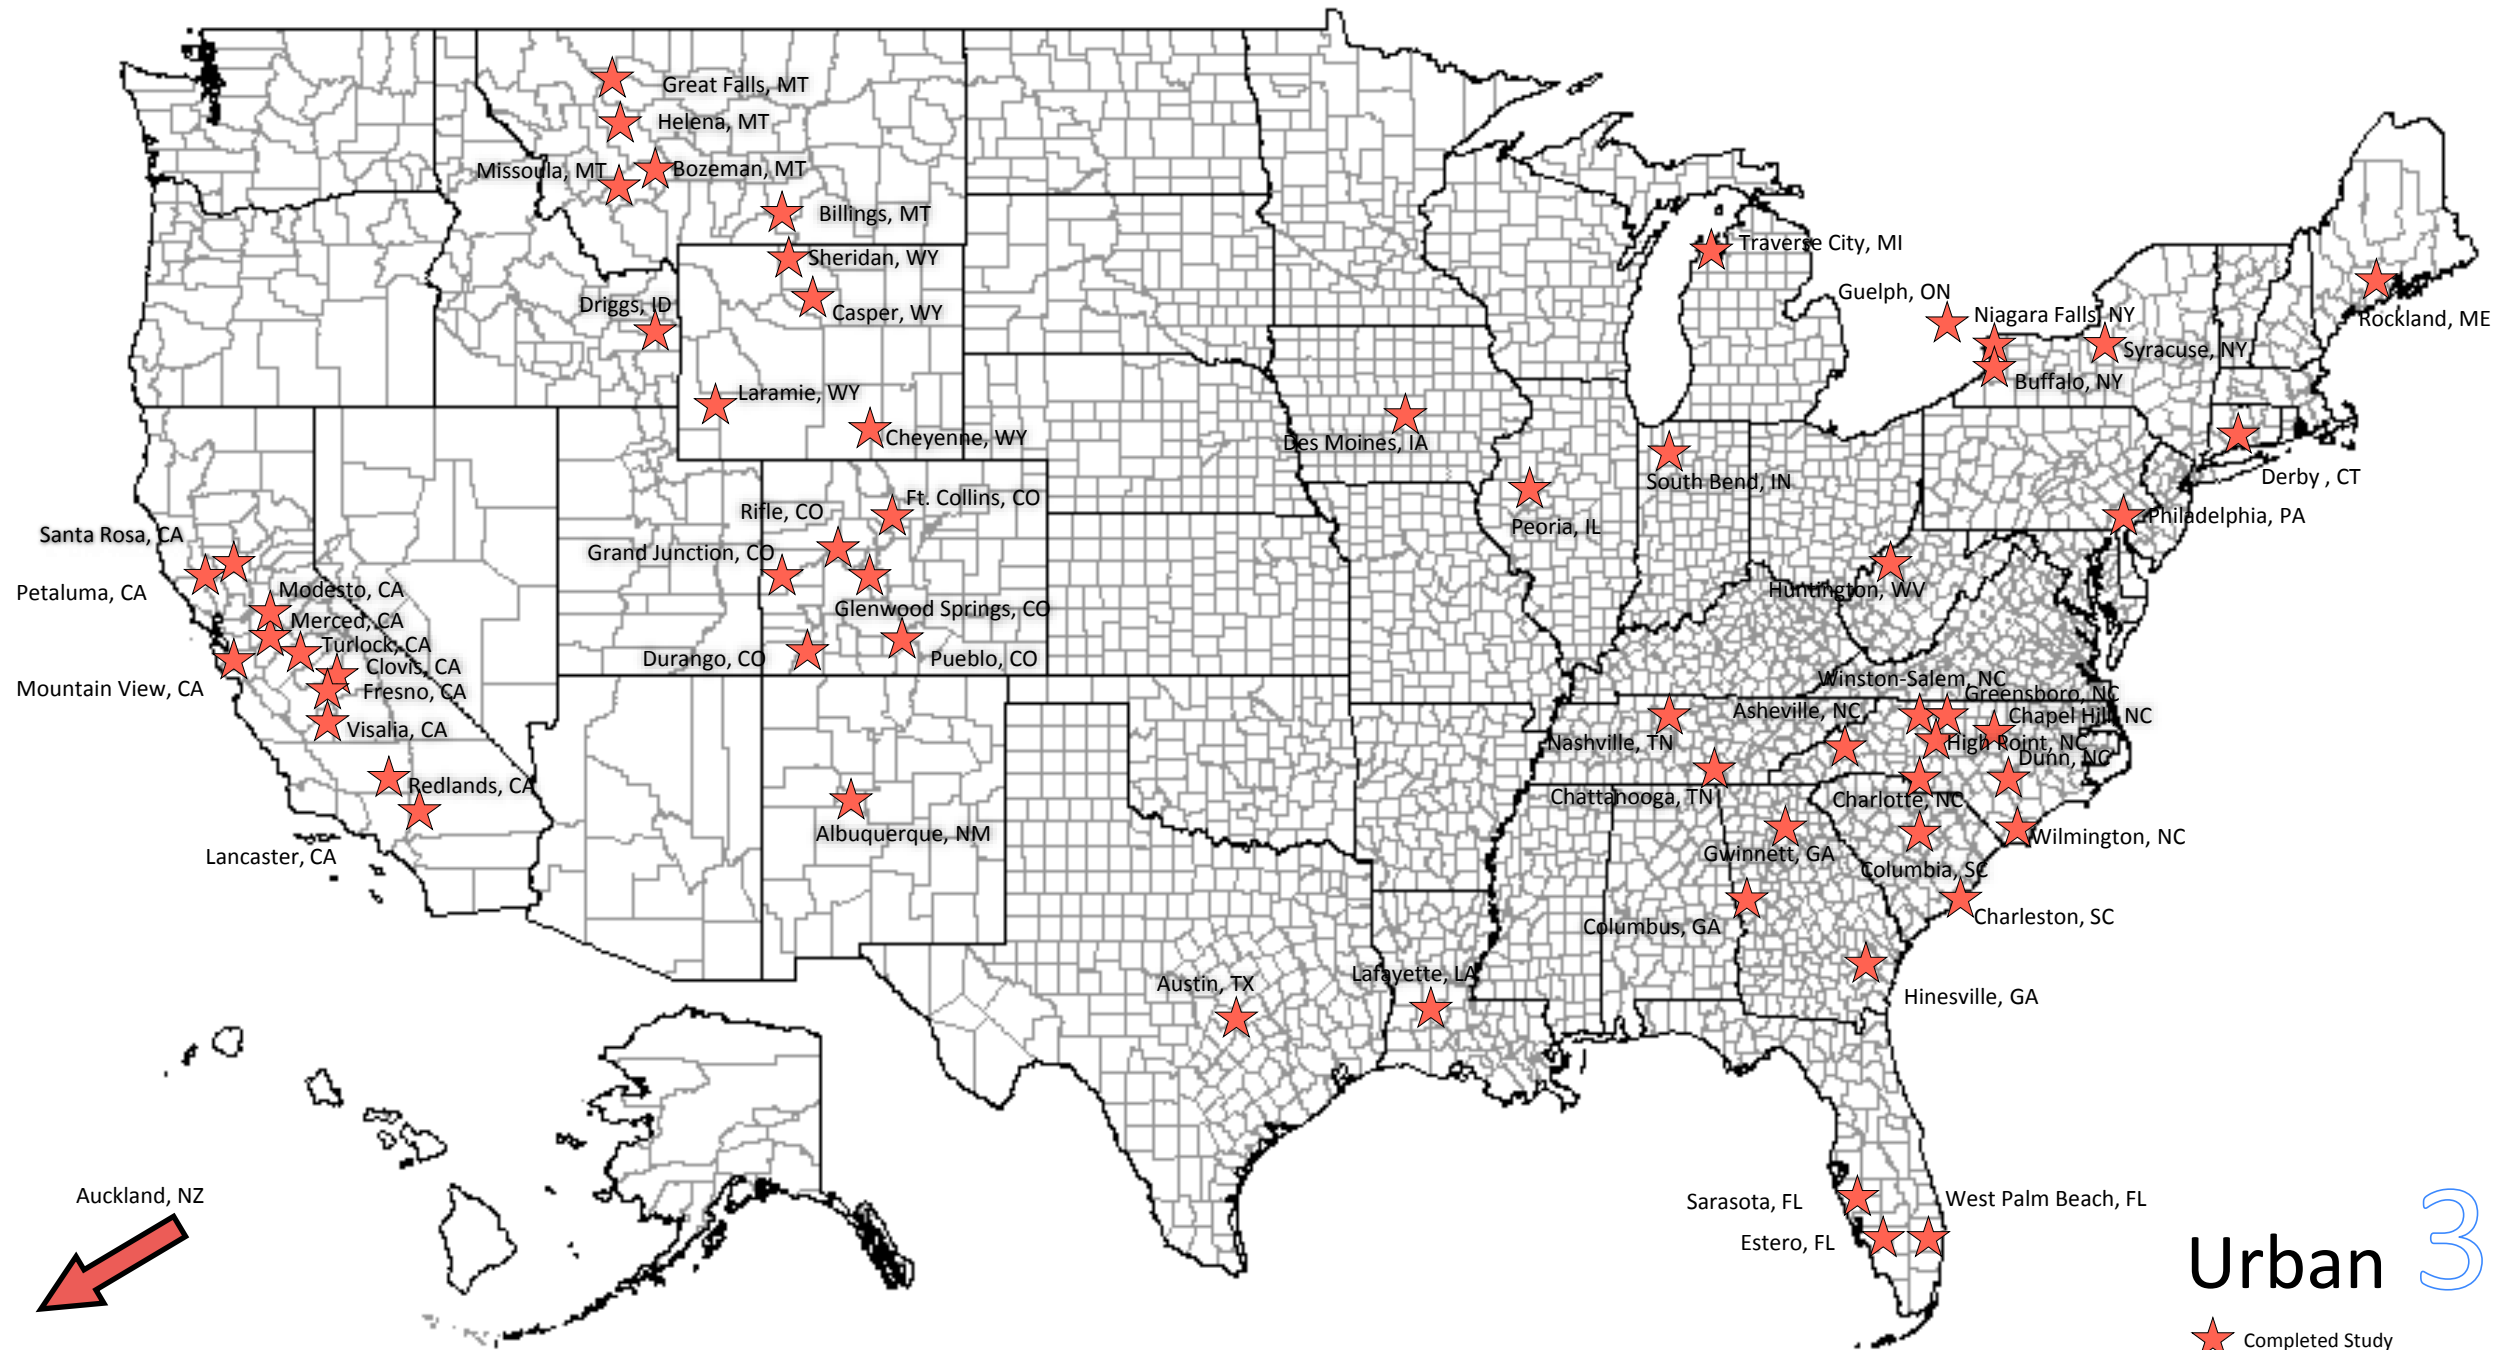 Great Falls, MT
Helena, MT
Missoula, MT
Bozeman, MT
Billings, MT
Sheridan, WY
Casper, WY
Driggs, ID
Laramie, WY
Cheyenne, WY
Traverse City, MI
Guelph, ON
Niagara Falls, NY
Syracuse, NY
Buffalo, NY
Rockland, ME
Des Moines, IA
South Bend, IN
Peoria, IL
Derby , CT
Philadelphia, PA
Huntington, WV
Santa Rosa, CA
Petaluma, CA
Modesto, CA
Merced, CA
Turlock, CA
Clovis, CA
Fresno, CA
Mountain View, CA
Visalia, CA
Redlands, CA
Lancaster, CA
Ft. Collins, CO
Rifle, CO
Grand Junction, CO
Glenwood Springs, CO
Durango, CO
Pueblo, CO
Albuquerque, NM
Winston-Salem, NC
Greensboro, NC
Asheville, NC
Chapel Hill, NC
High Point, NC
Dunn, NC
Nashville, TN
Chattanooga, TN
Charlotte, NC
Wilmington, NC
Gwinnett, GA
Columbia, SC
Columbus, GA
Charleston, SC
Hinesville, GA
Austin, TX
Lafayette, LA
Auckland, NZ
Sarasota, FL
West Palm Beach, FL
Estero, FL
Urban 3
Completed Study